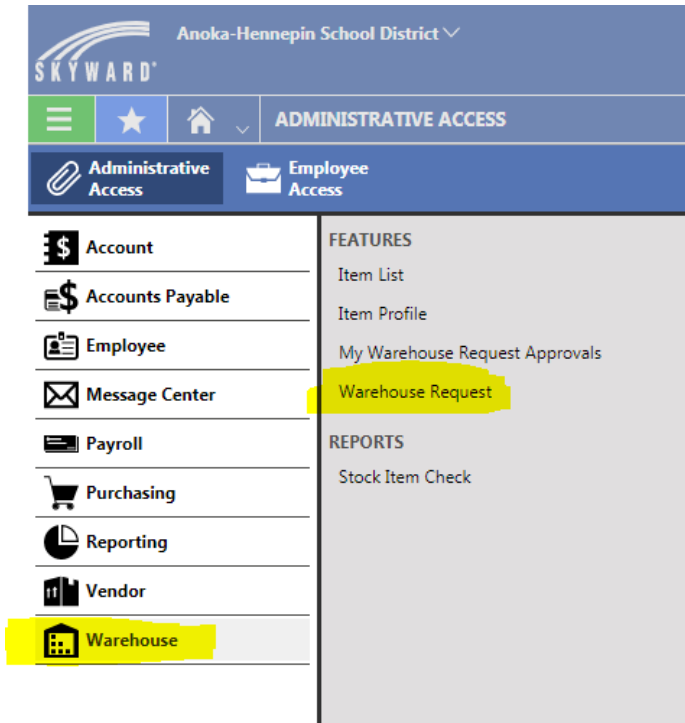 Anoka-Hennepin School District
SKYWARD
ADMINISTRATIVE ACCESS
Administrative
Access
Employee
Access
Account
Accounts Payable
Employee
Message Center
Payroll
Purchasing
Reporting
Vendor
Warehouse
FEATURES
Item List
Item Profile
My Warehouse Request Approvals
Warehouse Request
REPORTS
Stock Item Check